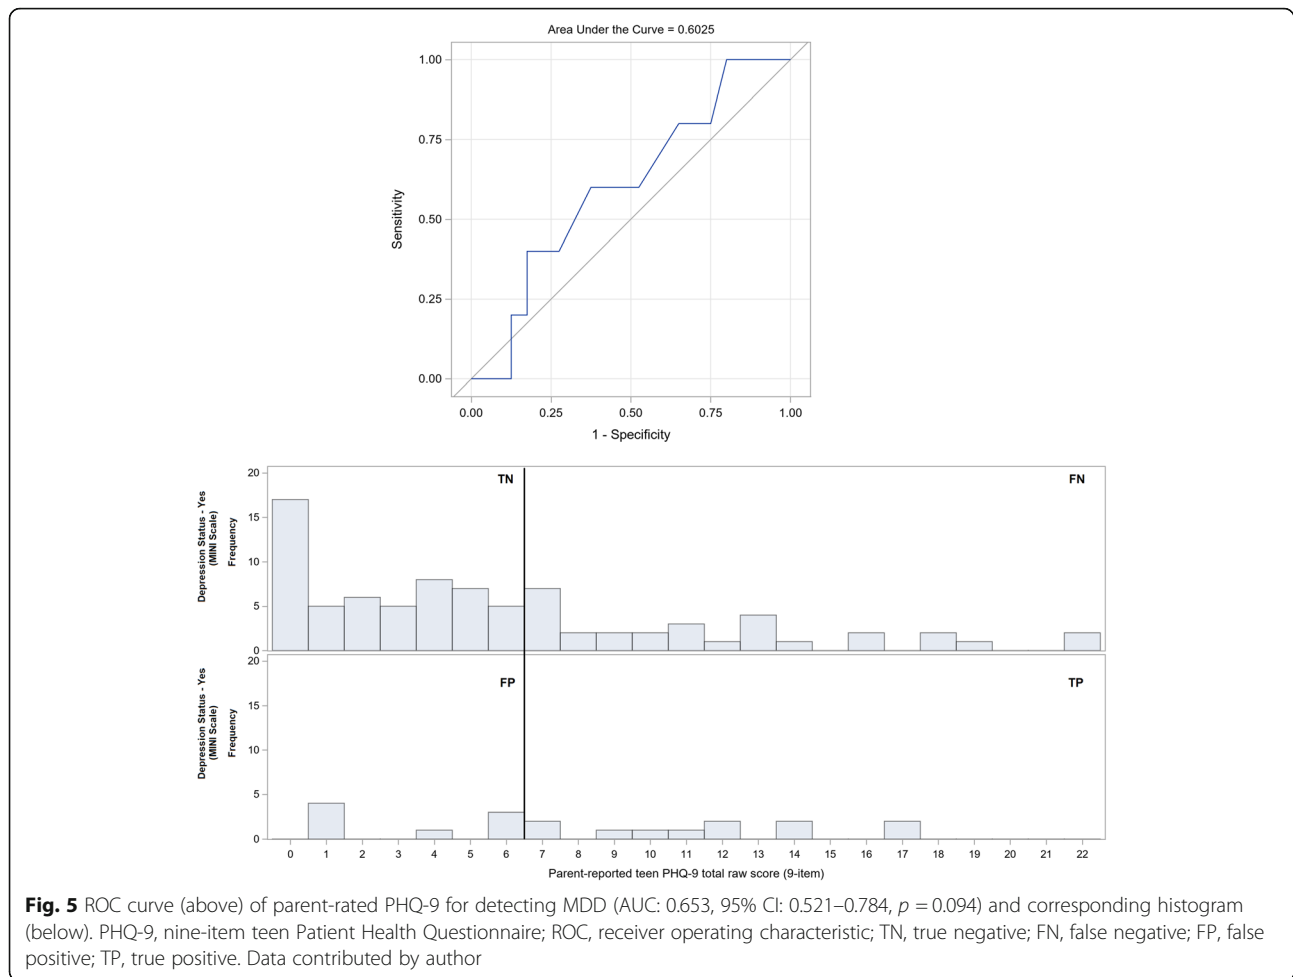 Area Under the Curve = 0.6025
1.00
0.75
0.50
0.25
0.00
Sensitivity
0.00 0.25 0.50 0.75 1.00
1 - Specificity
Depression Status - Yes
(MINI Scale)
Frequency
20
15
10
5
0
TN FN
Depression Status - Yes
(MINI Scale)
Frequency
20
15
10
5
0
FP TP
0 1 2 3 4 5 6 7 8 9 10 11 12 13 14 15 16 17 18 19 20 21 22
Parent-reported teen PHQ-9 total raw score (9-item)
Fig. 5 ROC curve (above) of parent-rated PHQ-9 for detecting MDD (AUC: 0.653, 95% CI: 0.521–0.784, p = 0.094) and corresponding histogram
(below). PHQ-9, nine-item teen Patient Health Questionnaire; ROC, receiver operating characteristic; TN, true negative; FN, false negative; FP, false
positive; TP, true positive. Data contributed by author